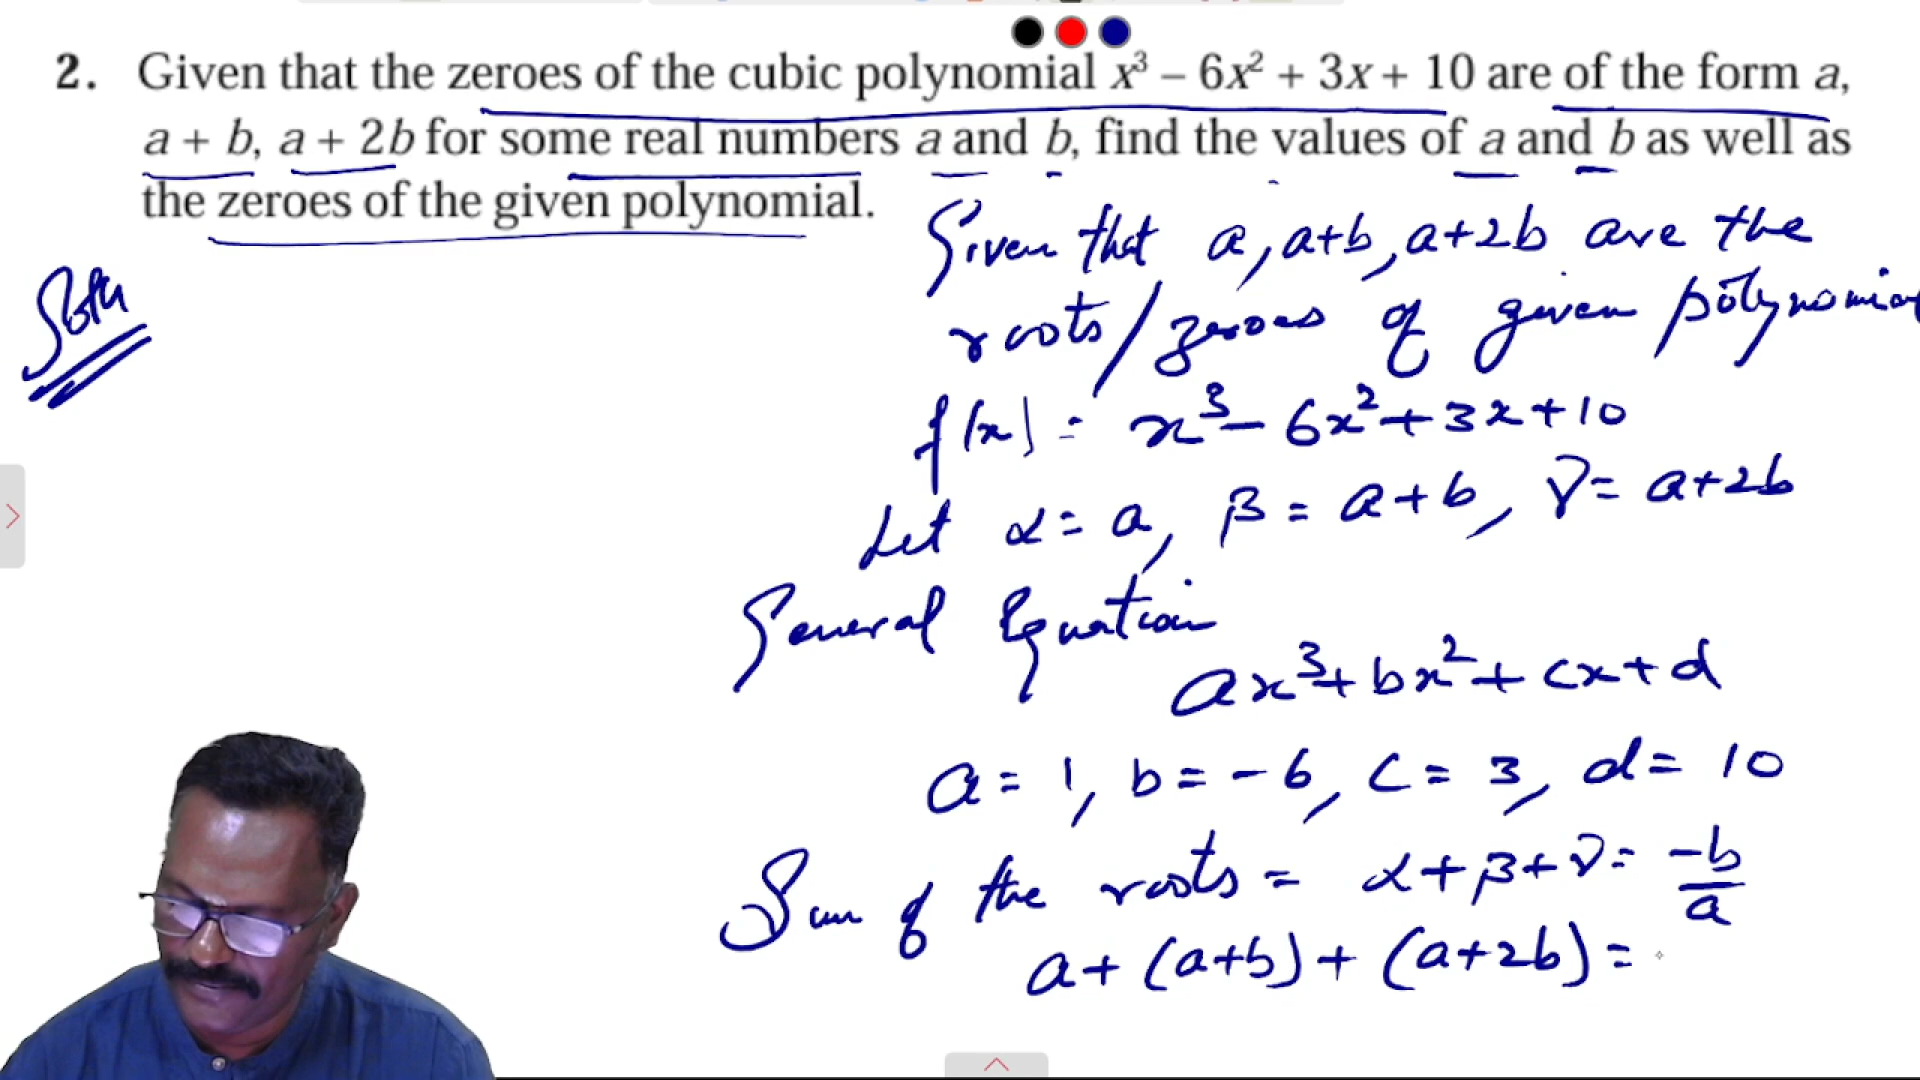 2. Given that the zeroes of the cubic polynomial x³ – 6x² + 3x + 10 are of the form a,
a + b, a + 2b for some real numbers a and b, find the values of a and b as well as
the zeroes of the given polynomial.
Soln
Given that a, a+b, a+2b are the
roots/zeroes of given polynomial
f(x) = x³ - 6x² + 3x + 10
Let α = a, β = a+b, γ = a+2b
General Equation
ax³ + bx² + cx + d
a = 1, b = -6, c = 3, d = 10
Sum of the roots = α + β + γ = -b/a
a + (a+b) + (a+2b) =